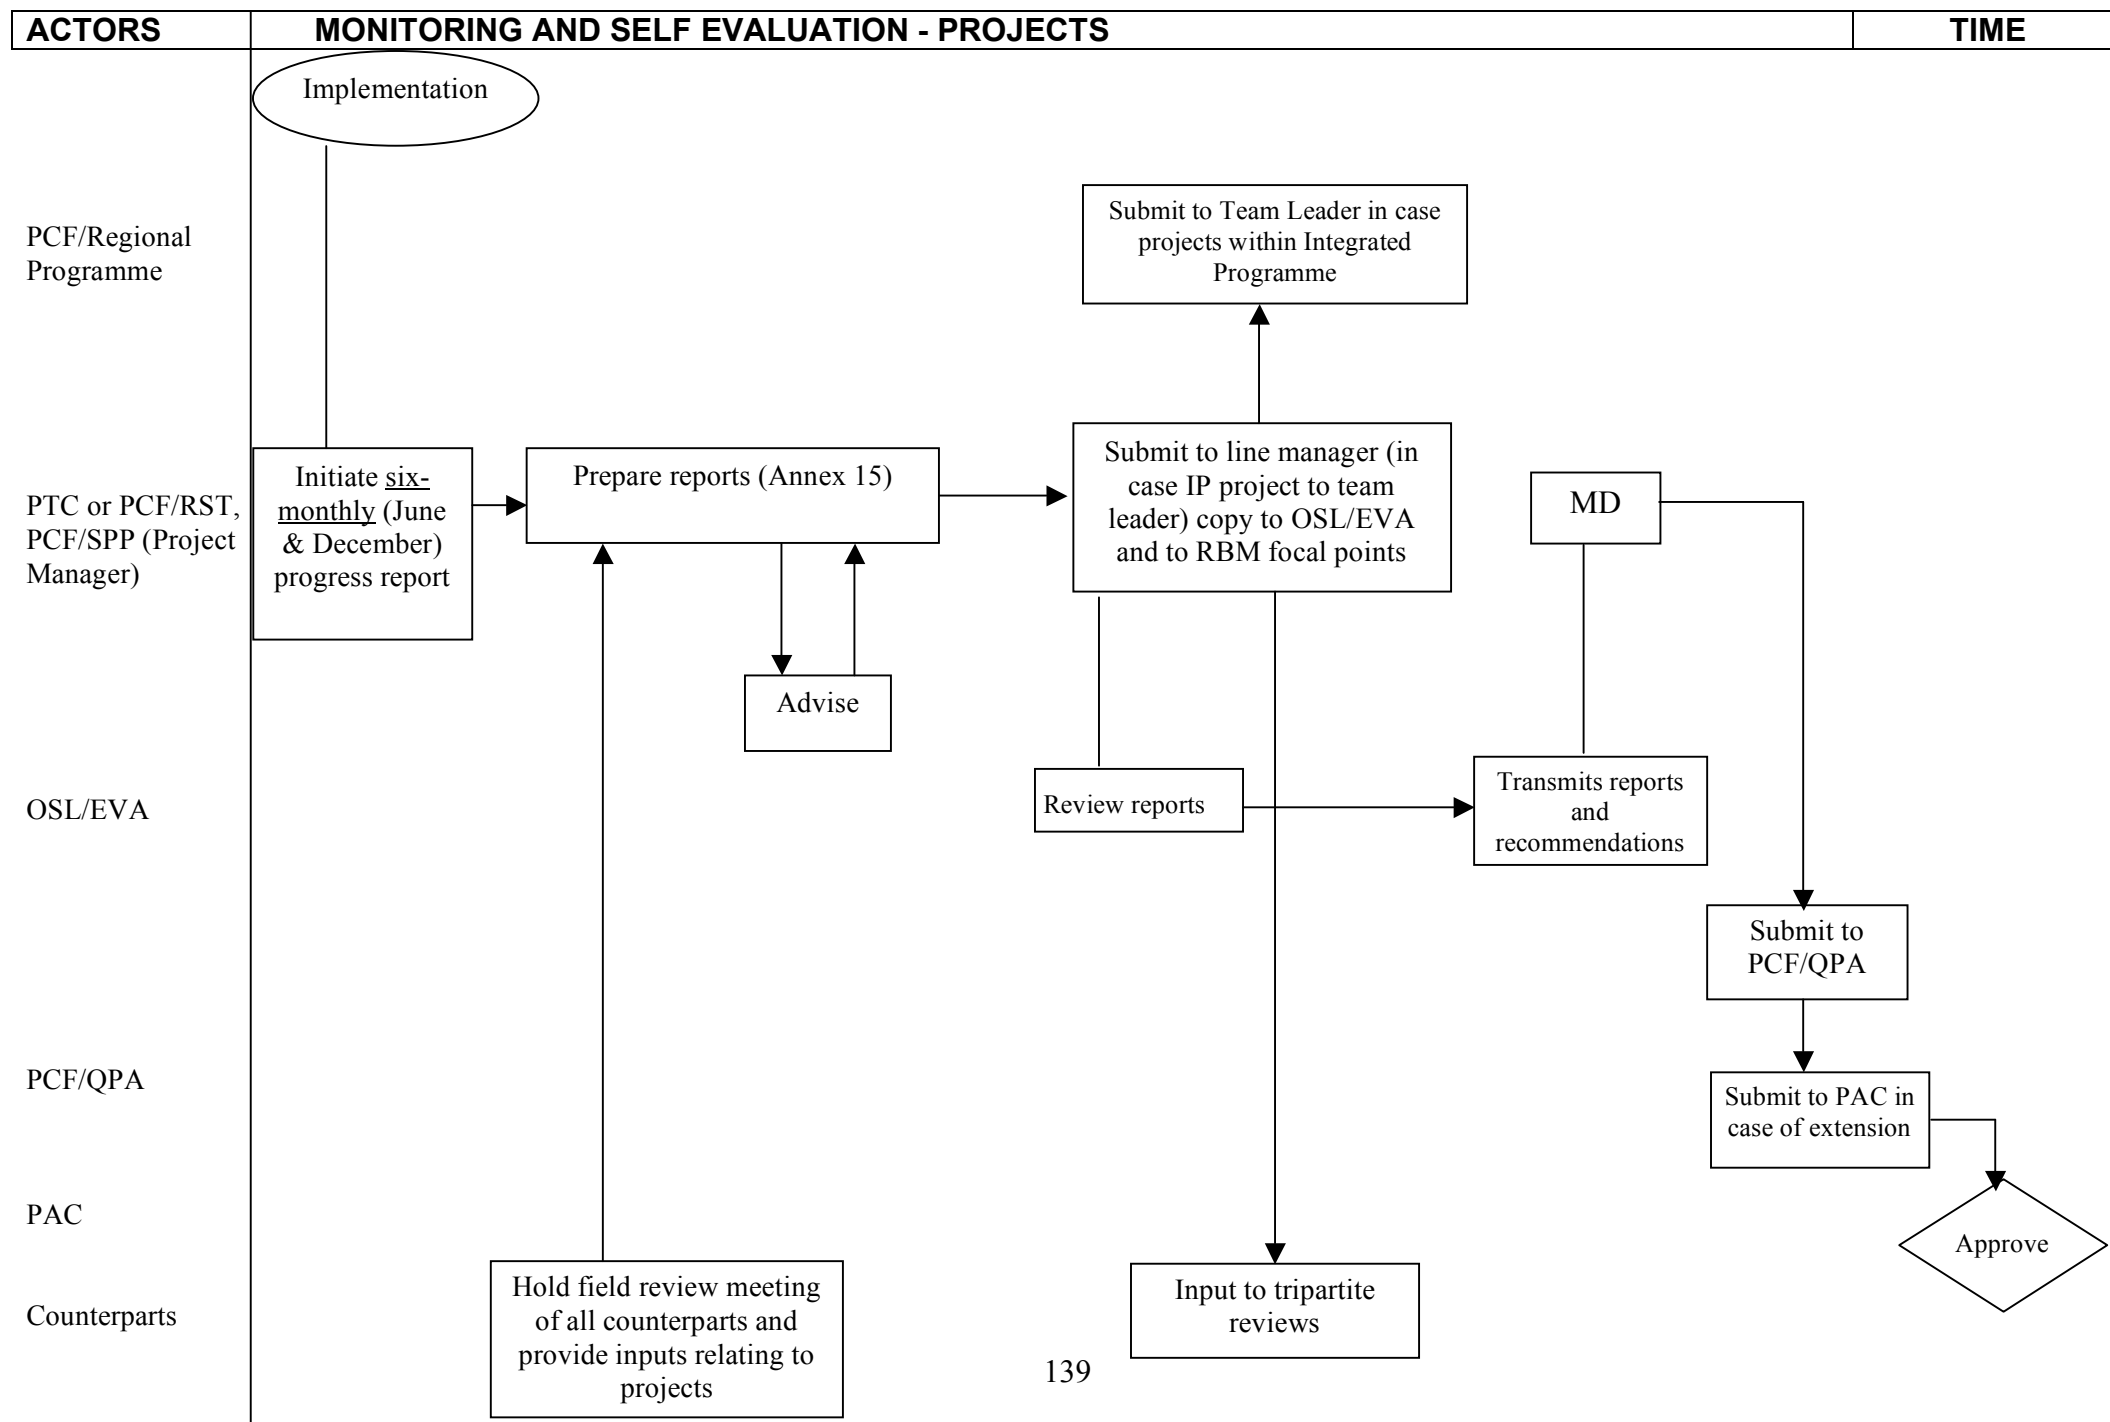 ACTORS
MONITORING AND SELF EVALUATION - PROJECTS
TIME
Implementation
PCF/Regional
Programme
Submit to Team Leader in case
projects within Integrated
Programme
PTC or PCF/RST,
PCF/SPP (Project
Manager)
Initiate six-
monthly (June
& December)
progress report
Prepare reports (Annex 15)
Submit to line manager (in
case IP project to team
leader) copy to OSL/EVA
and to RBM focal points
MD
Advise
OSL/EVA
Review reports
Transmits reports
and
recommendations
Submit to
PCF/QPA
PCF/QPA
Submit to PAC in
case of extension
PAC
Approve
Counterparts
Hold field review meeting
of all counterparts and
provide inputs relating to
projects
Input to tripartite
reviews
139